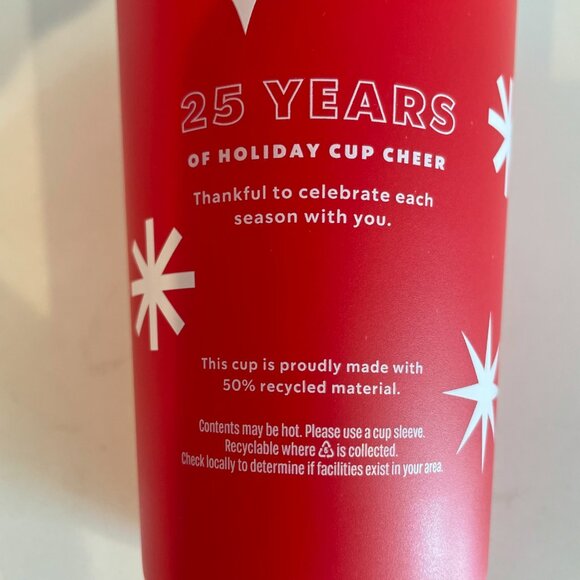 25 YEARS
OF HOLIDAY CUP CHEER
Thankful to celebrate each
season with you.
This cup is proudly made with
50% recycled material.
Contents may be hot. Please use a cup sleeve.
Recyclable where ♷ is collected.
Check locally to determine if facilities exist in your area.